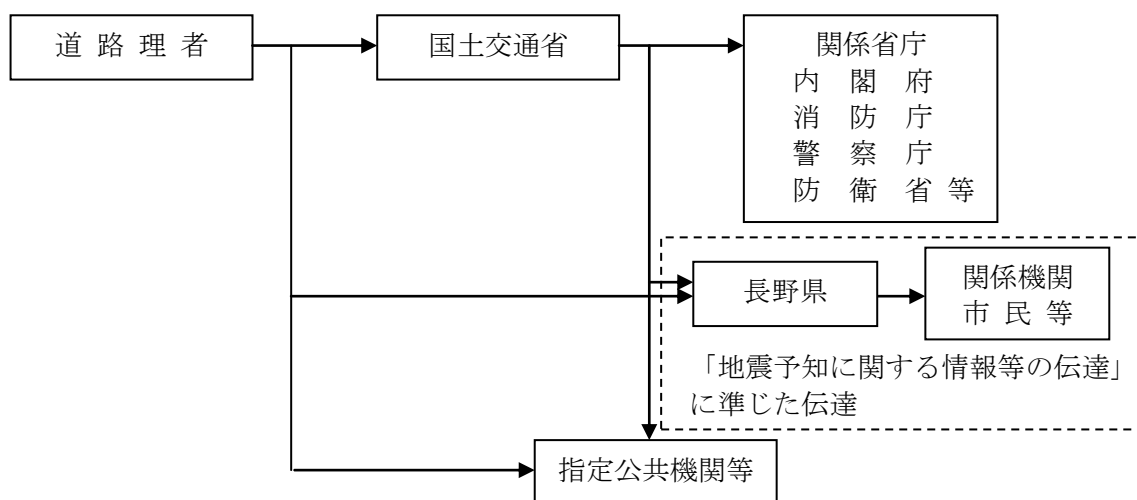 道 路 理 者
国土交通省
関係省庁
内 閣 府
消 防 庁
警 察 庁
防 衛 省 等
長野県
関係機関
市 民 等
「地震予知に関する情報等の伝達」
に準じた伝達
指定公共機関等